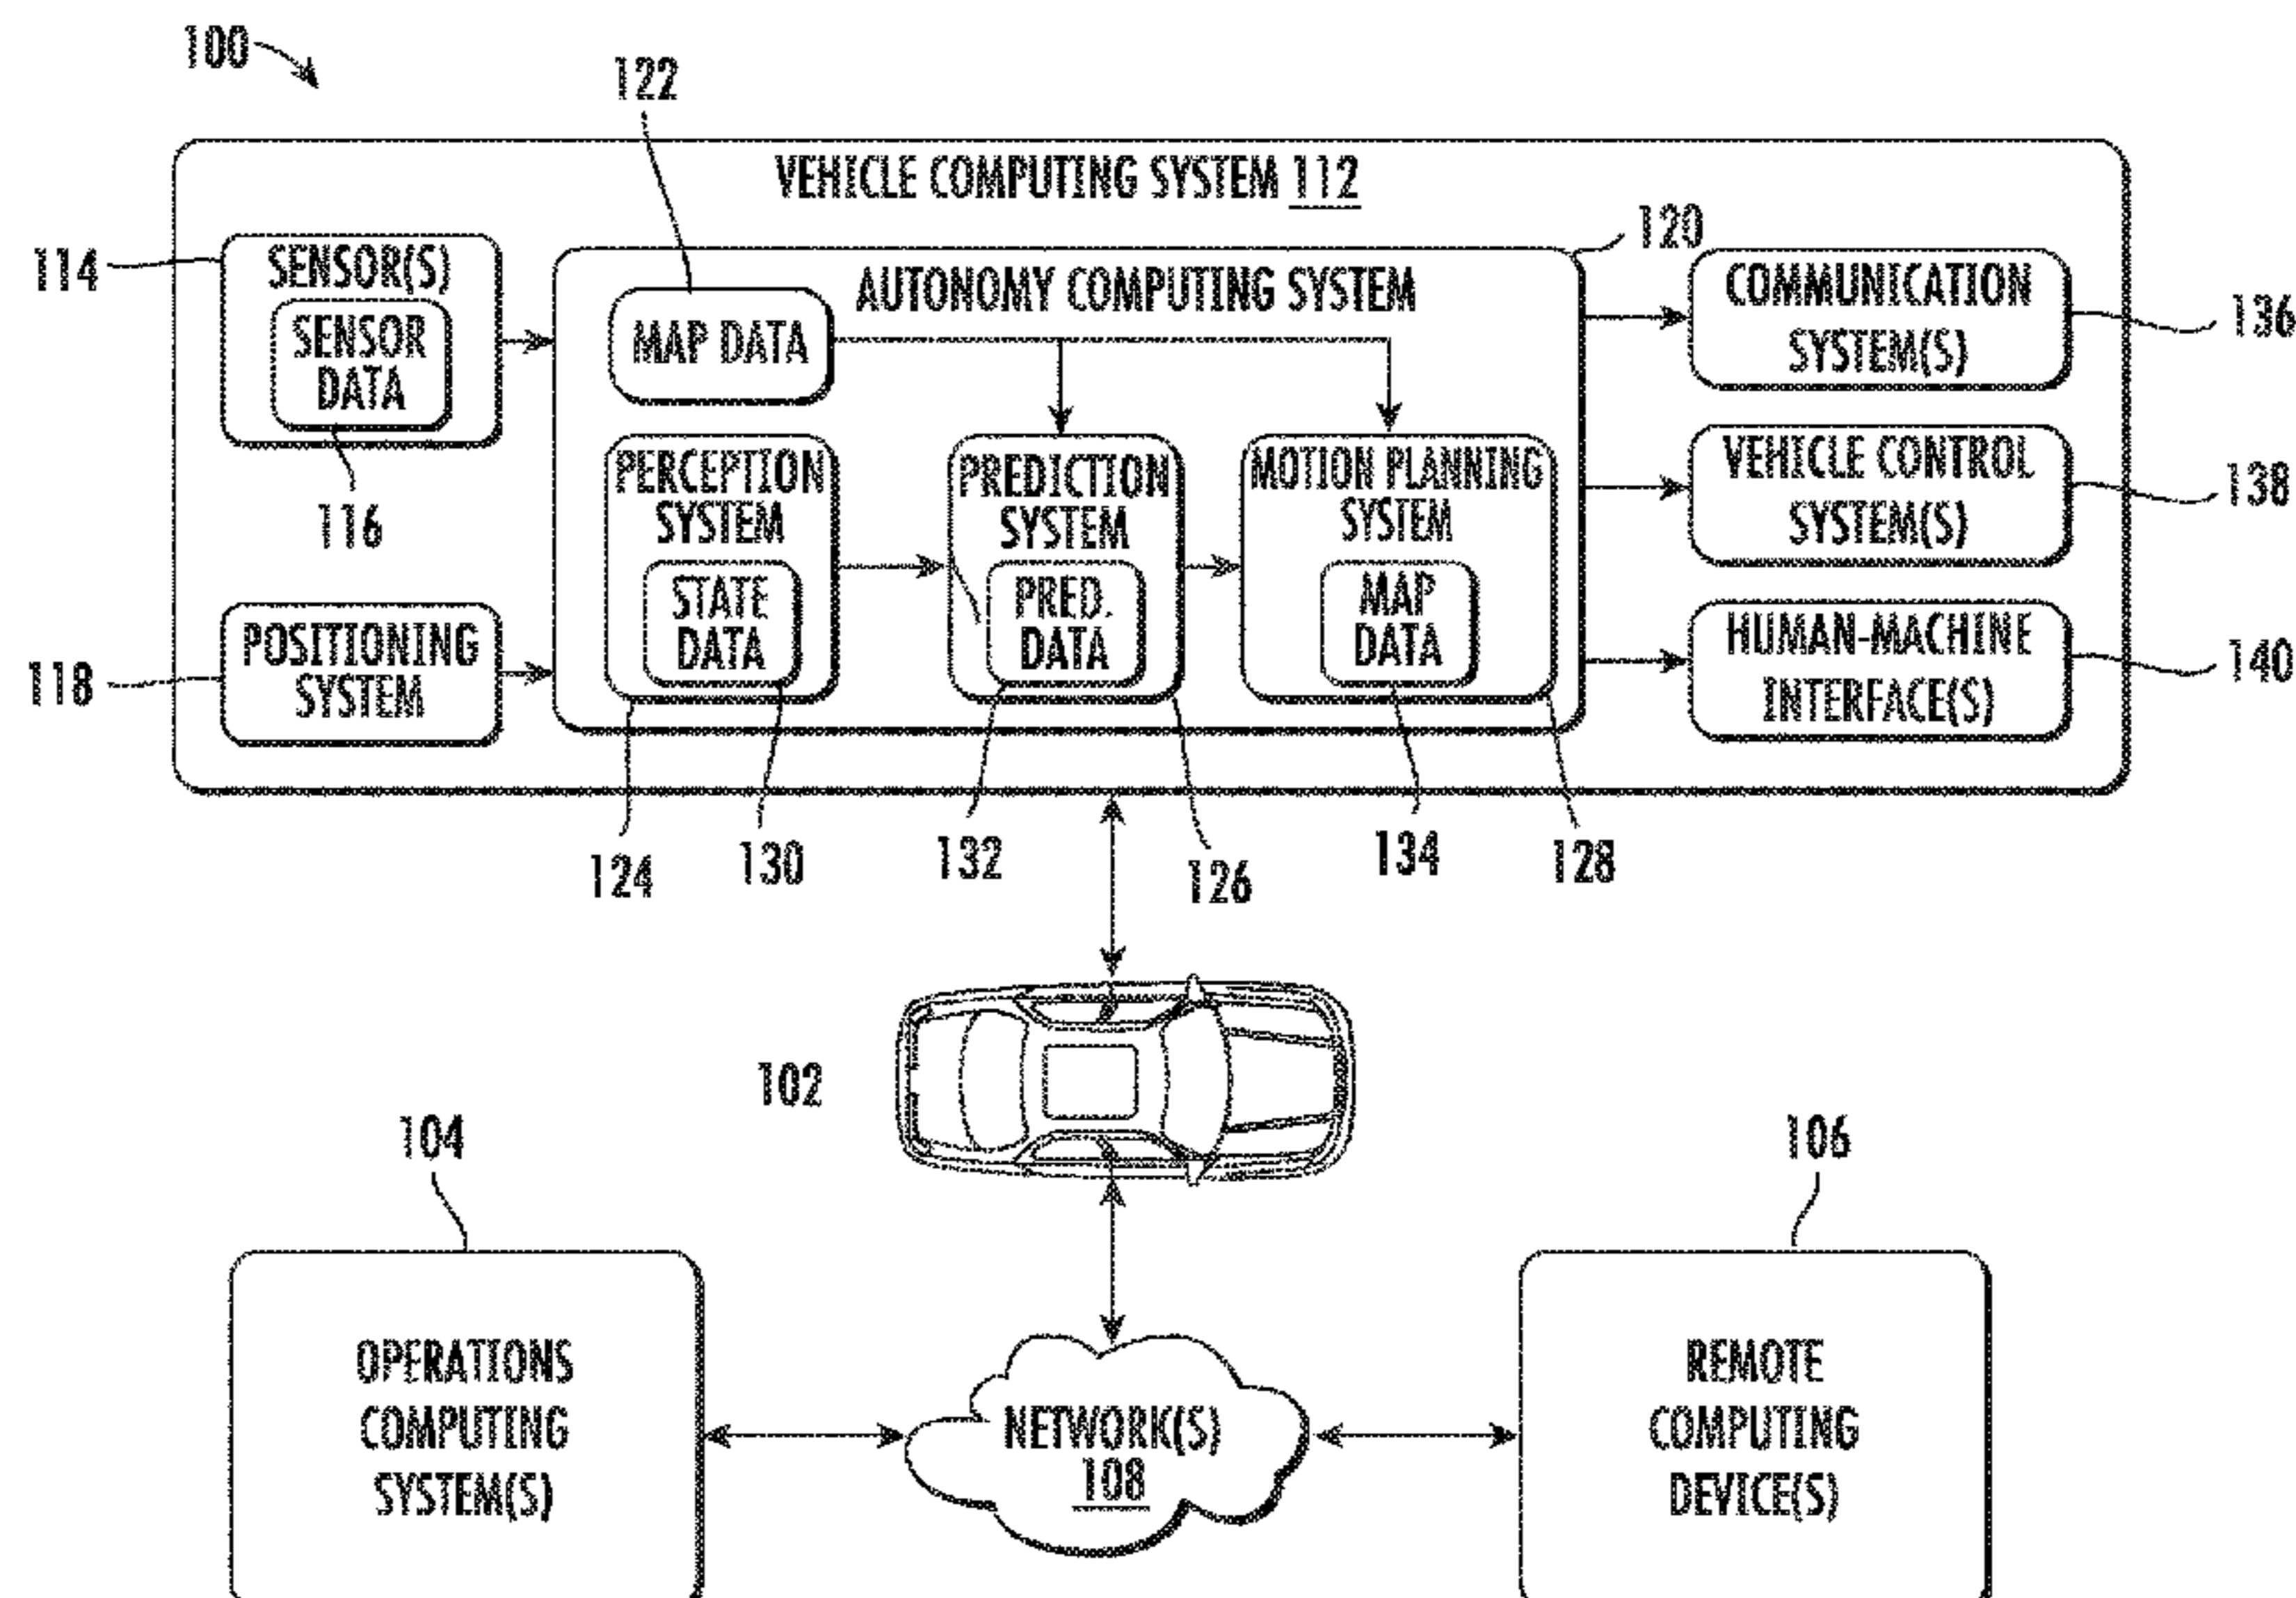 100
122
VEHICLE COMPUTING SYSTEM 112
120
114
SENSOR(S)
SENSOR
DATA
116
AUTONOMY COMPUTING SYSTEM
MAP DATA
COMMUNICATION
SYSTEM(S)
136
PERCEPTION
SYSTEM
STATE
DATA
PREDICTION
SYSTEM
PRED.
DATA
MOTION PLANNING
SYSTEM
MAP
DATA
VEHICLE CONTROL
SYSTEM(S)
138
118
POSITIONING
SYSTEM
HUMAN-MACHINE
INTERFACE(S)
140
124
130
132
126
134
128
102
104
106
OPERATIONS
COMPUTING
SYSTEM(S)
NETWORK(S)
108
REMOTE
COMPUTING
DEVICE(S)